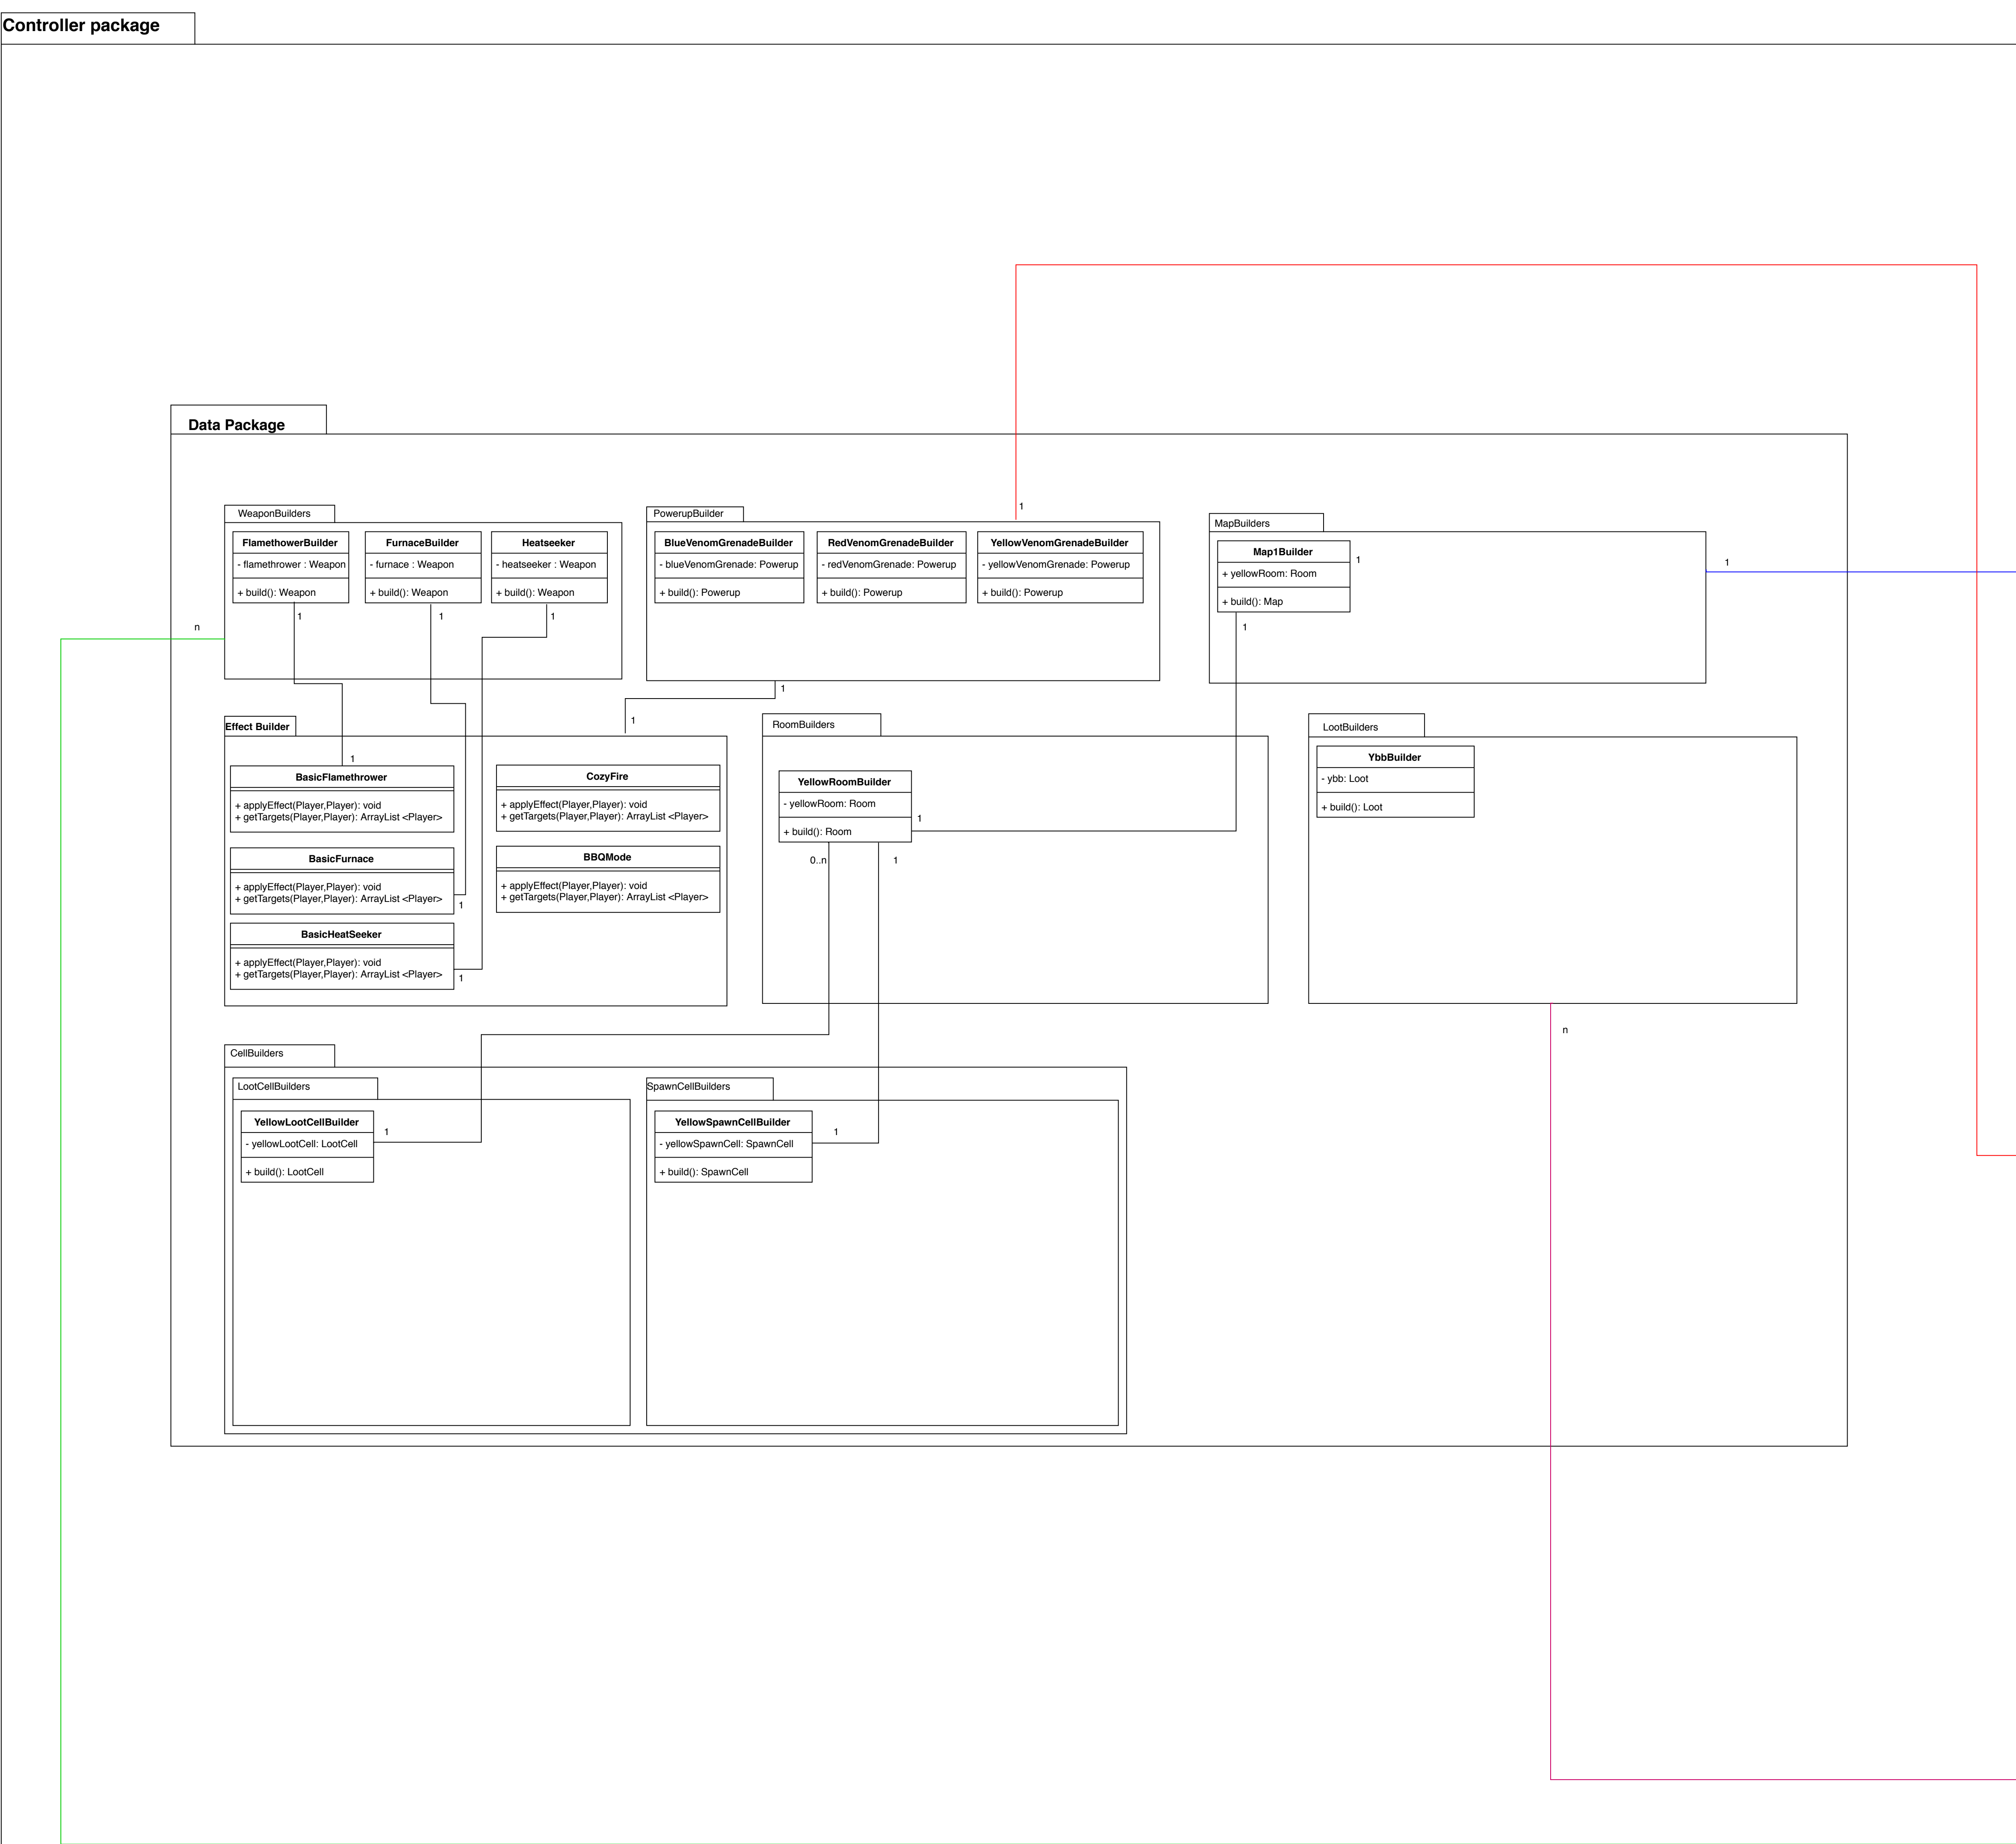 Controller package
Data Package
1
WeaponBuilders
FlamethowerBuilder
- flamethrower : Weapon
+ build(): Weapon
1
FurnaceBuilder
- furnace : Weapon
+ build(): Weapon
1
Heatseeker
- heatseeker : Weapon
+ build(): Weapon
1
n
PowerupBuilder
BlueVenomGrenadeBuilder
- blueVenomGrenade: Powerup
+ build(): Powerup
RedVenomGrenadeBuilder
- redVenomGrenade: Powerup
+ build(): Powerup
YellowVenomGrenadeBuilder
- yellowVenomGrenade: Powerup
+ build(): Powerup
1
MapBuilders
Map1Builder
+ yellowRoom: Room
+ build(): Map
1
1
1
Effect Builder
1
1
BasicFlamethrower
+ applyEffect(Player,Player): void
+ getTargets(Player,Player): ArrayList <Player>
CozyFire
+ applyEffect(Player,Player): void
+ getTargets(Player,Player): ArrayList <Player>
BasicFurnace
+ applyEffect(Player,Player): void
+ getTargets(Player,Player): ArrayList <Player>
1
BBQMode
+ applyEffect(Player,Player): void
+ getTargets(Player,Player): ArrayList <Player>
BasicHeatSeeker
+ applyEffect(Player,Player): void
+ getTargets(Player,Player): ArrayList <Player>
1
RoomBuilders
YellowRoomBuilder
- yellowRoom: Room
+ build(): Room
1
0..n
1
LootBuilders
YbbBuilder
- ybb: Loot
+ build(): Loot
n
CellBuilders
LootCellBuilders
YellowLootCellBuilder
- yellowLootCell: LootCell
+ build(): LootCell
1
SpawnCellBuilders
YellowSpawnCellBuilder
- yellowSpawnCell: SpawnCell
+ build(): SpawnCell
1